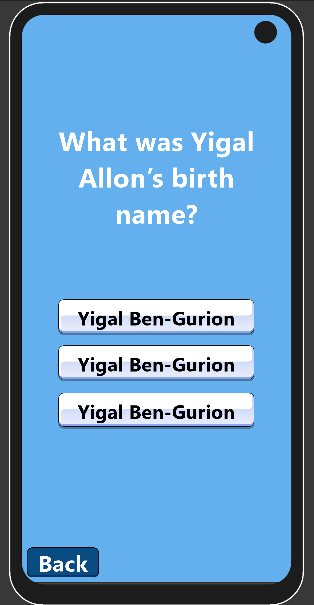 What was Yigal
Allon’s birth
name?
Yigal Ben-Gurion
Yigal Ben-Gurion
Yigal Ben-Gurion
Back